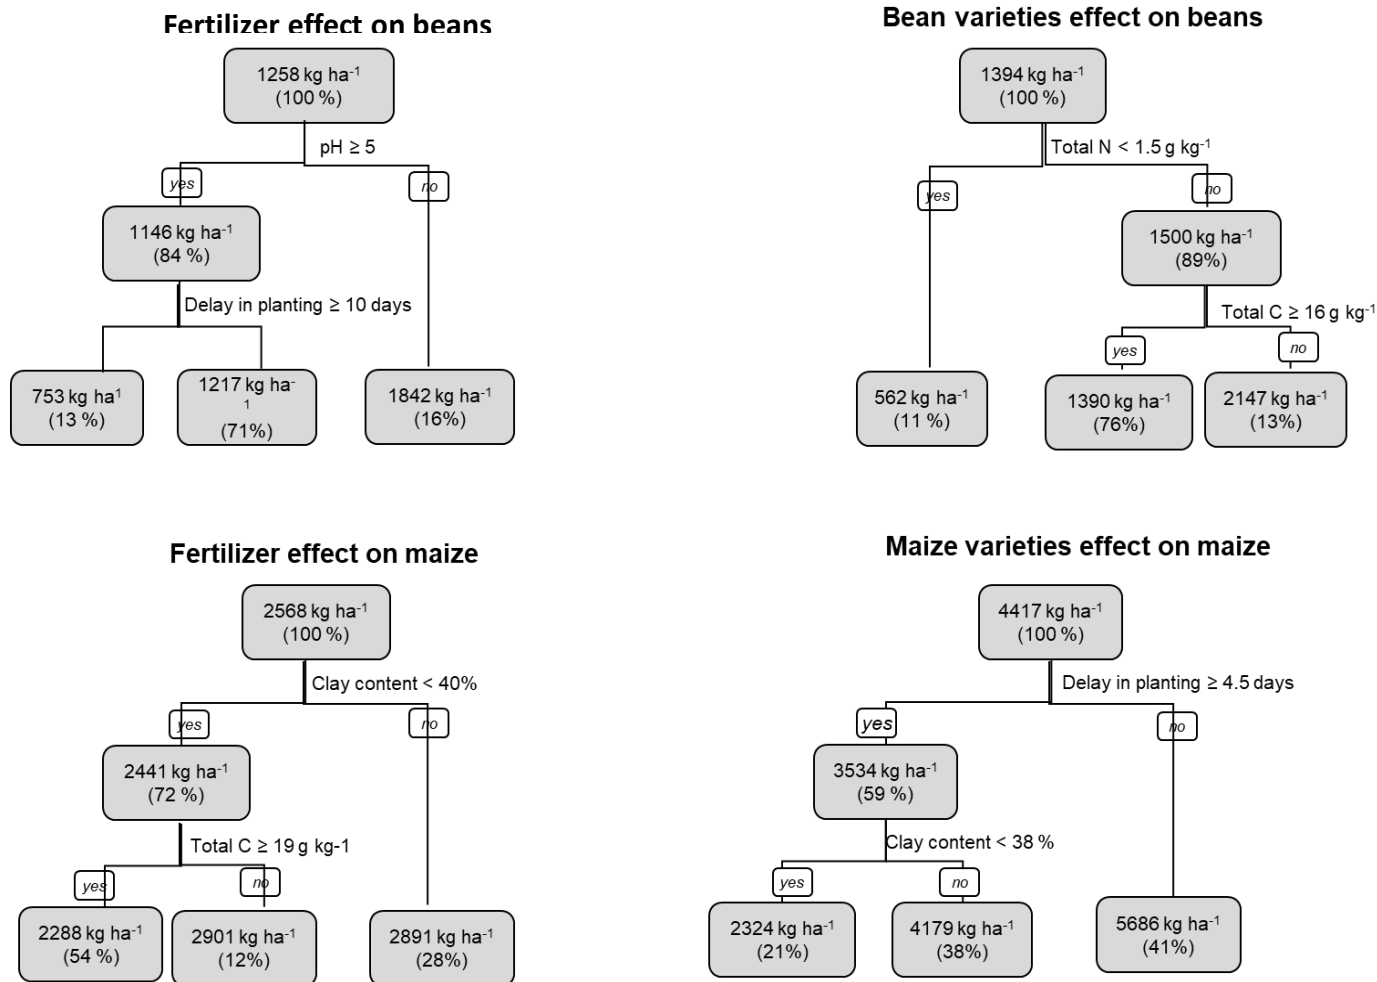 Fertilizer effect on beans
1258 kg ha⁻¹
(100 %)
pH ≥ 5
yes
no
1146 kg ha⁻¹
(84 %)
Delay in planting ≥ 10 days
753 kg ha¹
(13 %)
1217 kg ha⁻
¹
(71%)
1842 kg ha⁻¹
(16%)
Bean varieties effect on beans
1394 kg ha⁻¹
(100 %)
Total N < 1.5 g kg⁻¹
yes
no
1500 kg ha⁻¹
(89%)
Total C ≥ 16 g kg⁻¹
yes
no
562 kg ha⁻¹
(11 %)
1390 kg ha⁻¹
(76%)
2147 kg ha⁻¹
(13%)
Fertilizer effect on maize
2568 kg ha⁻¹
(100 %)
Clay content < 40%
yes
no
2441 kg ha⁻¹
(72 %)
Total C ≥ 19 g kg-1
yes
no
2288 kg ha⁻¹
(54 %)
2901 kg ha⁻¹
(12%)
2891 kg ha⁻¹
(28%)
Maize varieties effect on maize
4417 kg ha⁻¹
(100 %)
Delay in planting ≥ 4.5 days
yes
no
3534 kg ha⁻¹
(59 %)
Clay content < 38 %
yes
no
2324 kg ha⁻¹
(21%)
4179 kg ha⁻¹
(38%)
5686 kg ha⁻¹
(41%)